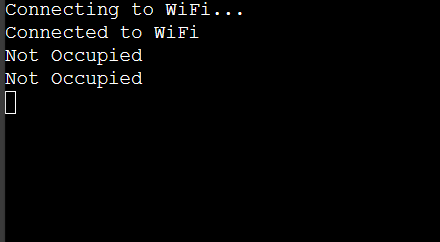 Connecting to WiFi...
Connected to WiFi
Not Occupied
Not Occupied